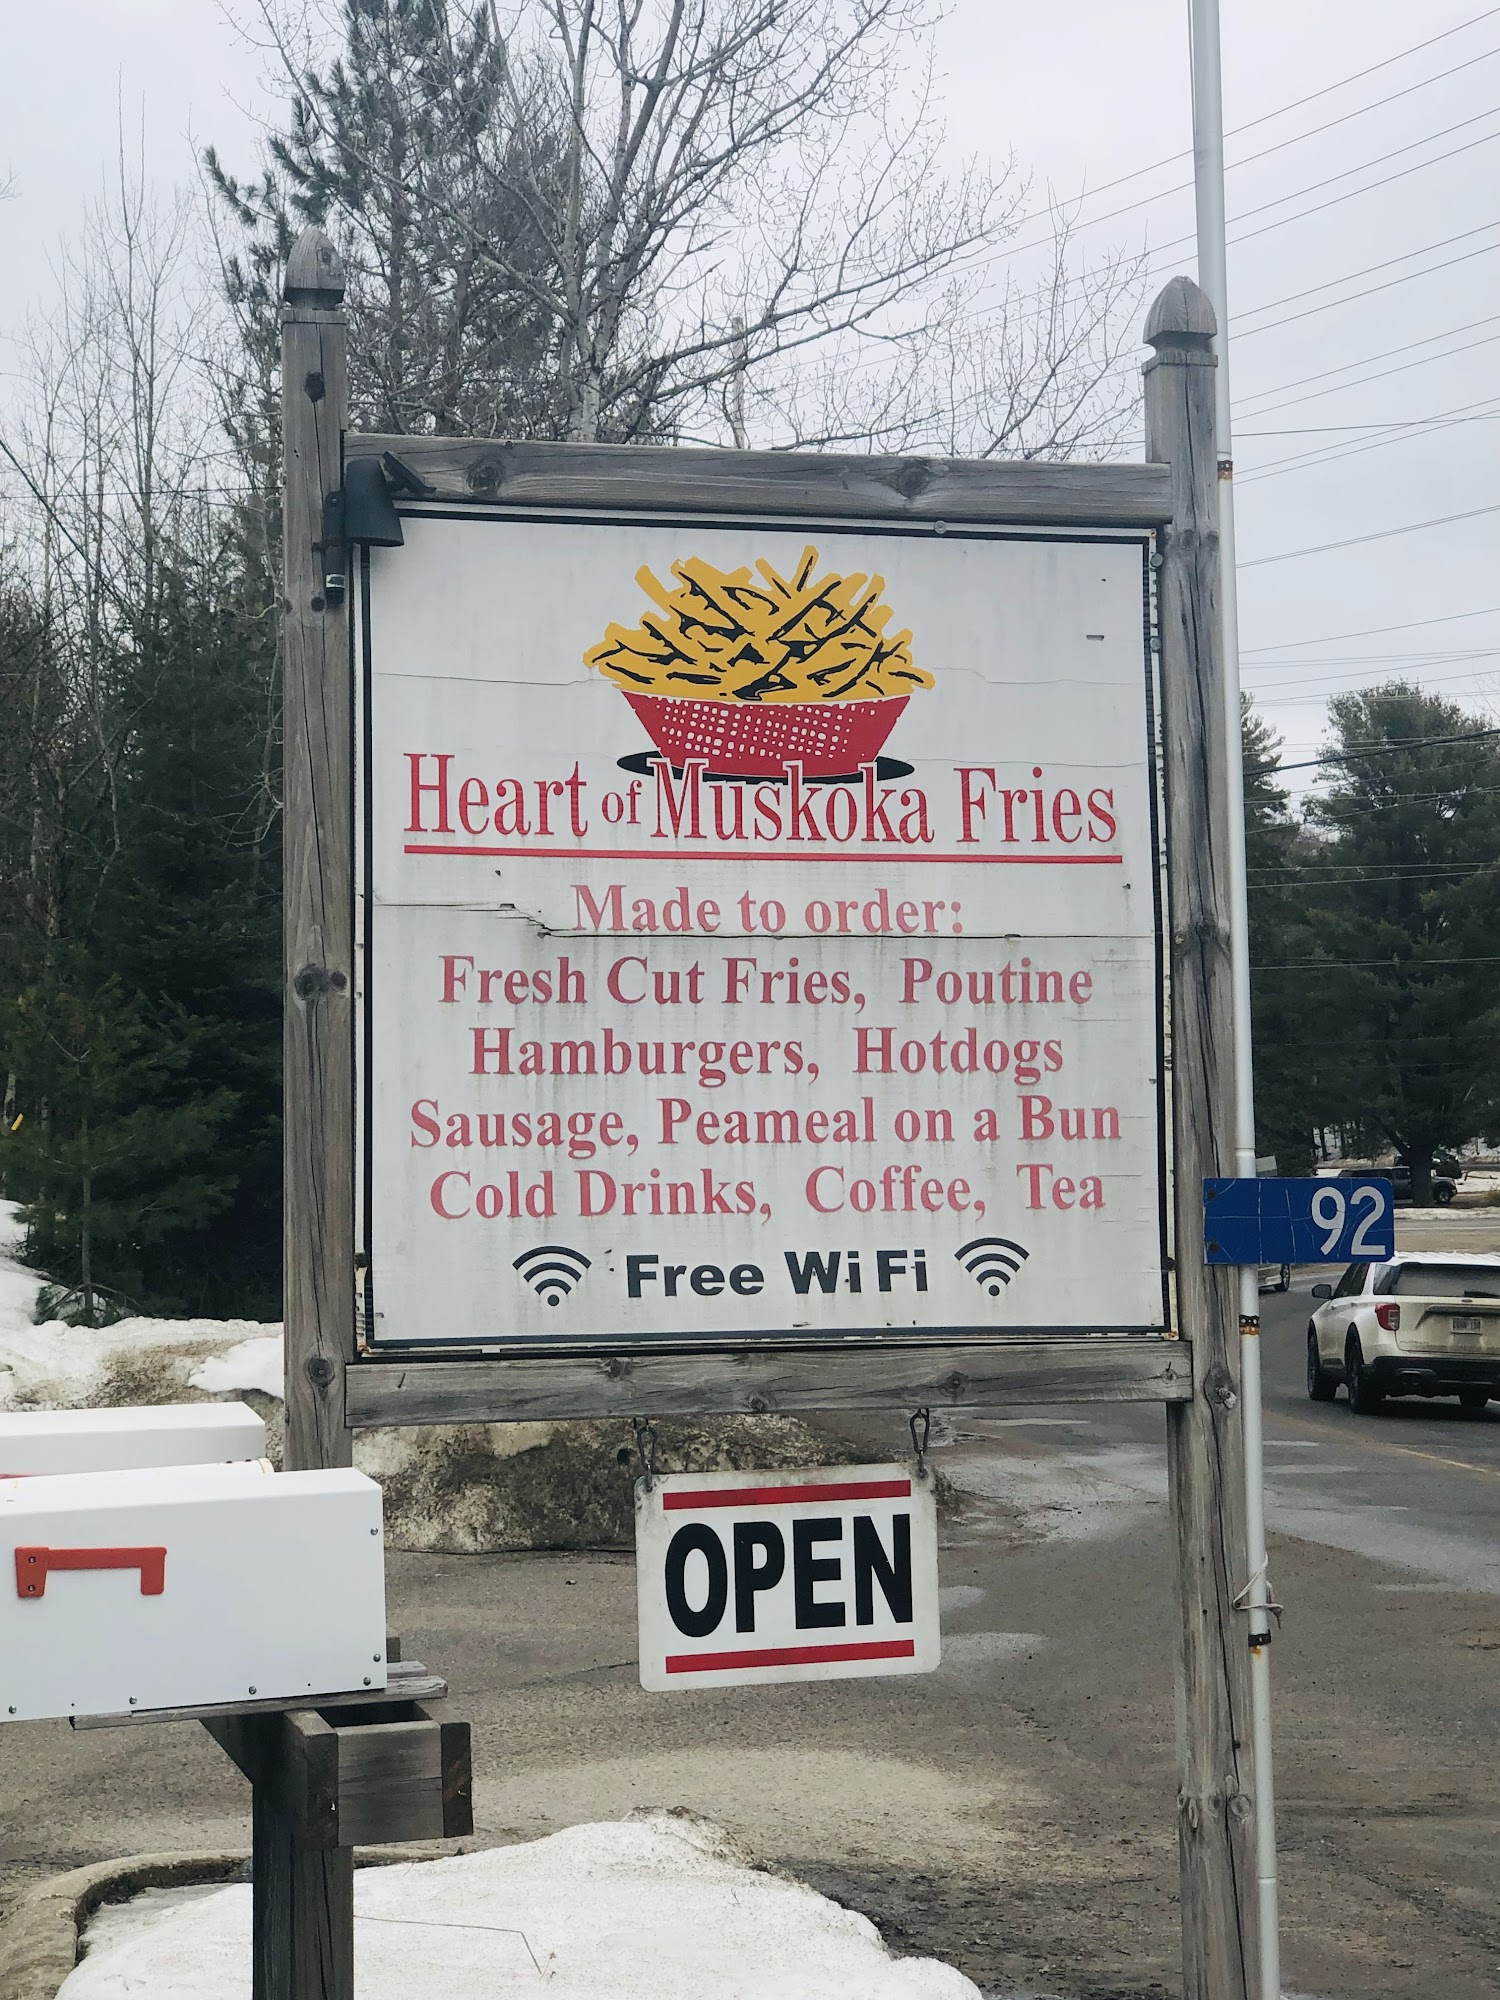 Heart of Muskoka Fries
Made to order:
Fresh Cut Fries, Poutine
Hamburgers, Hotdogs
Sausage, Peameal on a Bun
Cold Drinks, Coffee, Tea
Free WiFi
92
OPEN